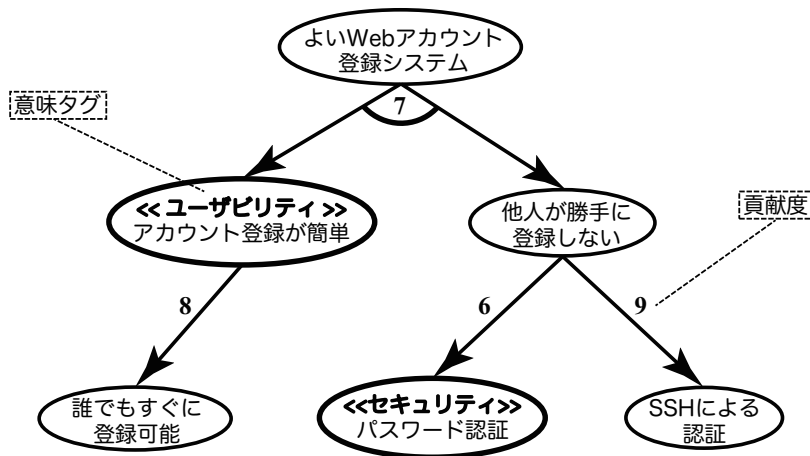 よいWebアカウント
登録システム
7
意味タグ
≪ ユーザビリティ ≫
アカウント登録が簡単
他人が勝手に
登録しない
貢献度
8
6
9
誰でもすぐに
登録可能
≪セキュリティ≫
パスワード認証
SSHによる
認証